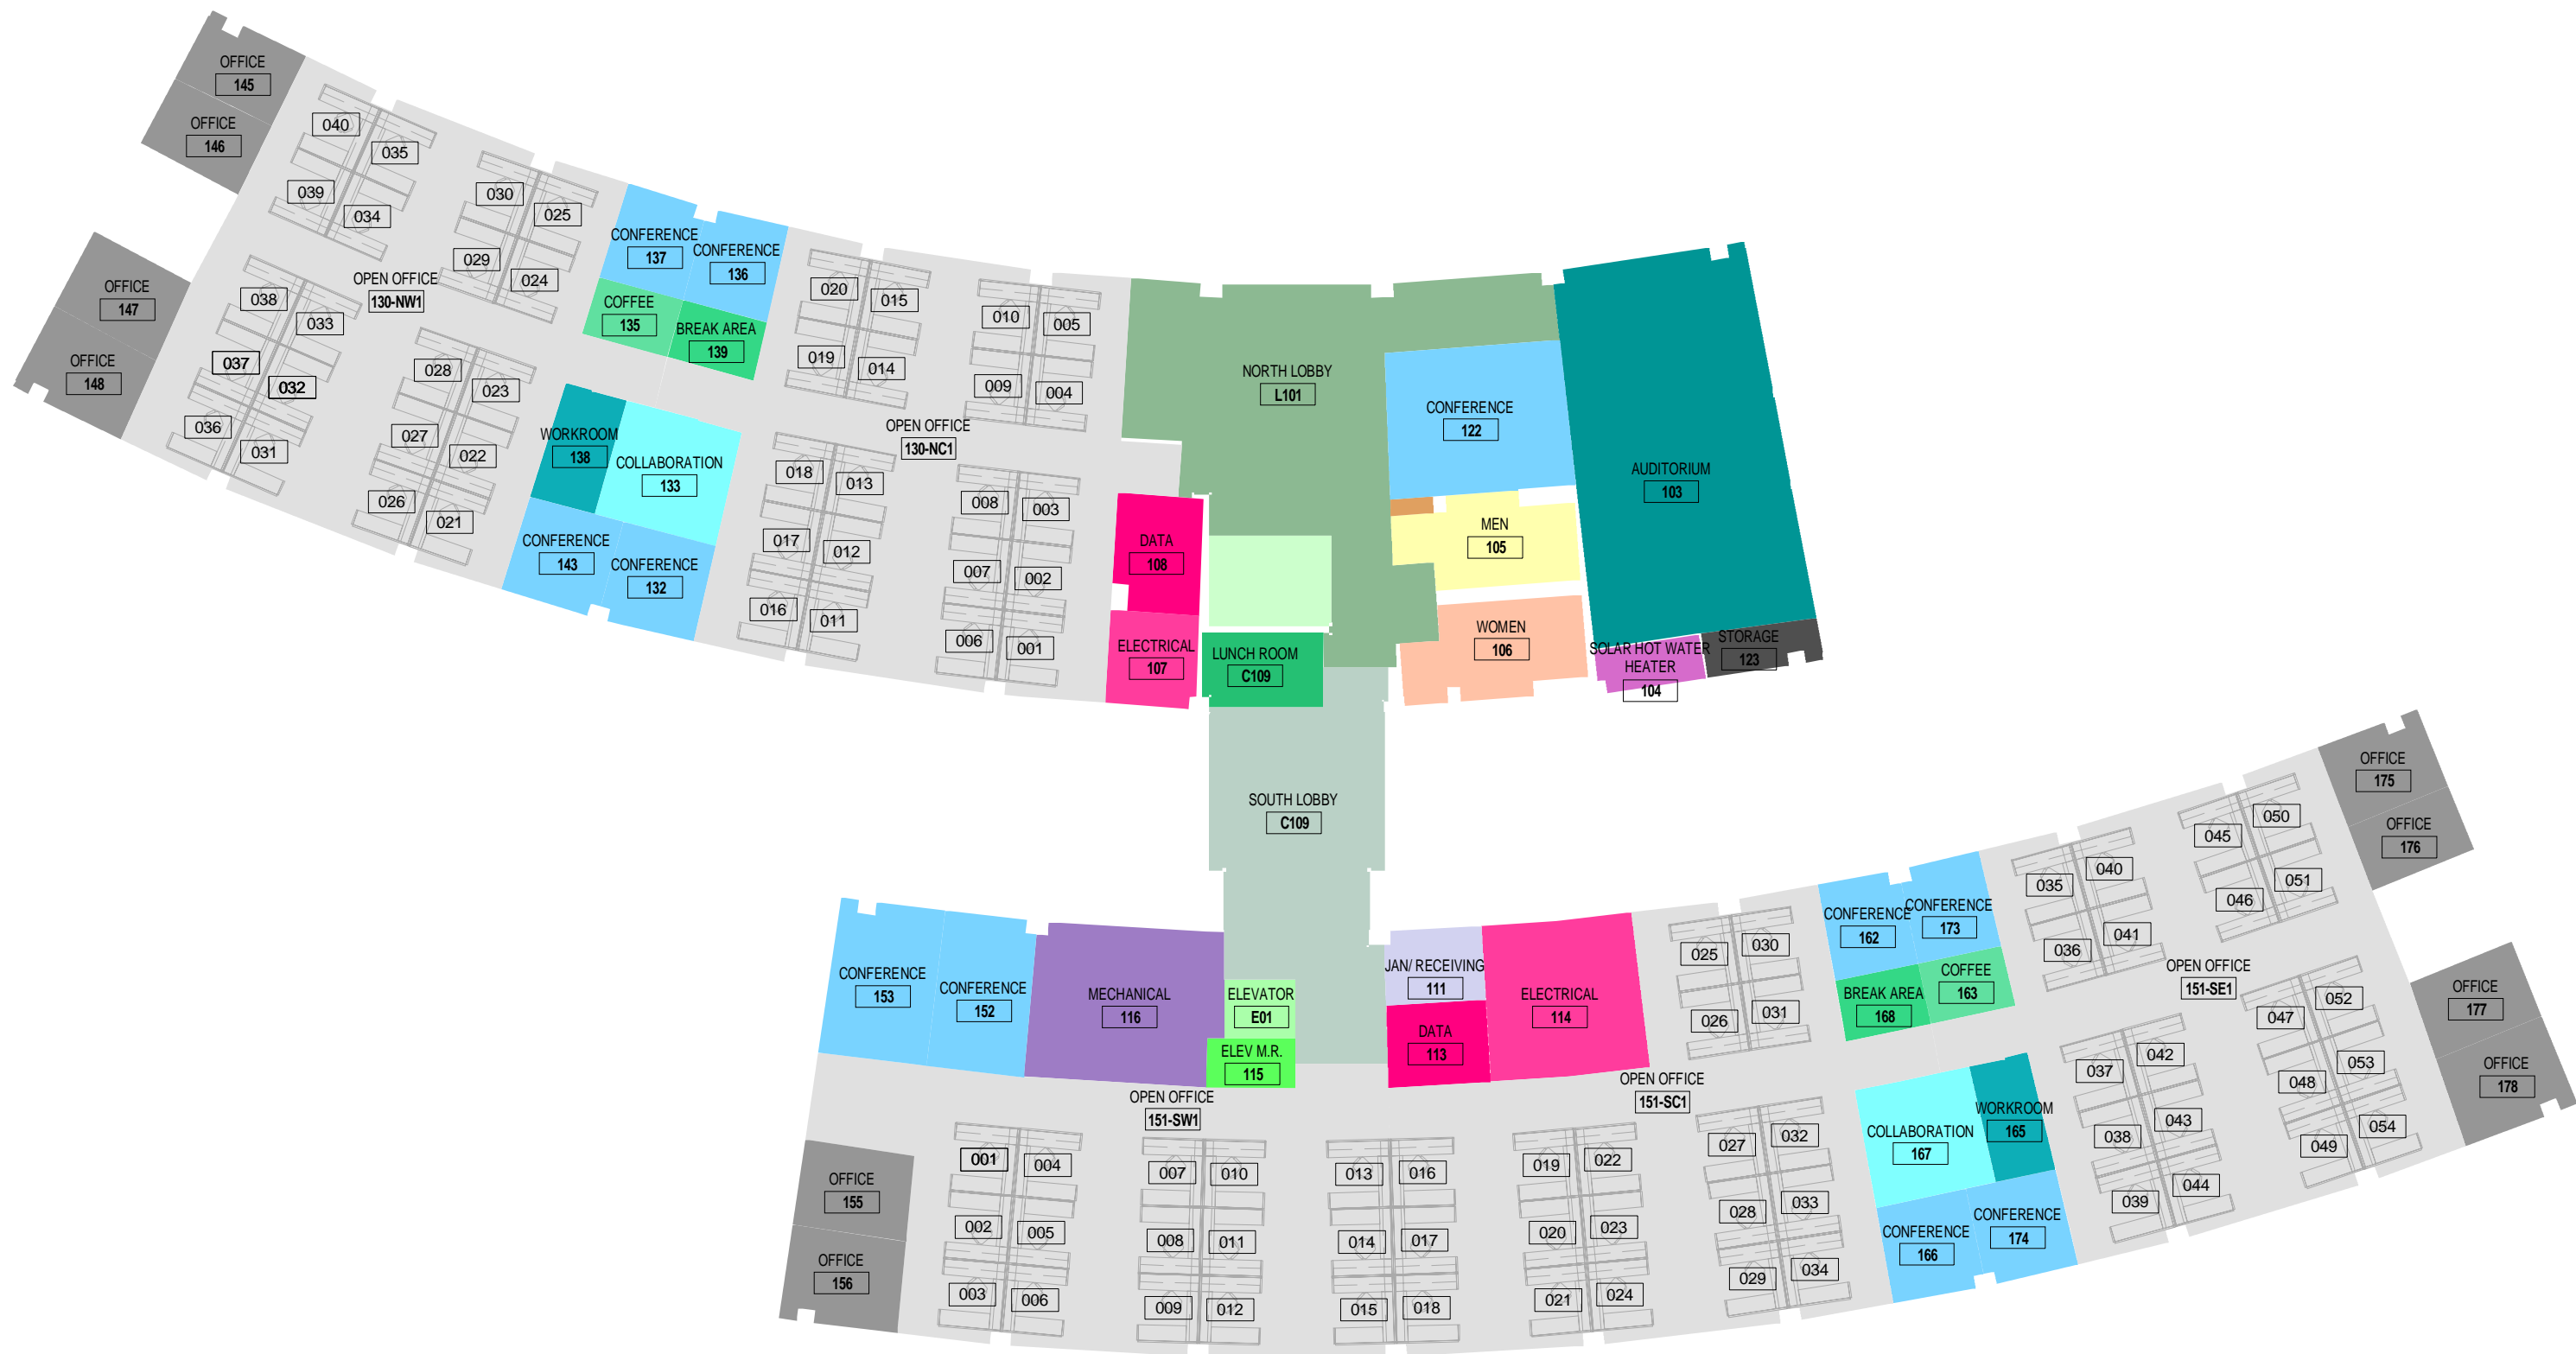 OFFICE
145
OFFICE
146
040
035
039
034
030
025
029
024
OFFICE
147
OFFICE
148
038
033
037
032
036
031
OPEN OFFICE
130-NW1
028
023
027
022
026
021
CONFERENCE
137
CONFERENCE
136
COFFEE
135
BREAK AREA
139
WORKROOM
138
COLLABORATION
133
CONFERENCE
143
CONFERENCE
132
020
015
019
014
010
005
009
004
OPEN OFFICE
130-NC1
018
013
017
012
016
011
008
003
007
002
006
001
NORTH LOBBY
L101
CONFERENCE
122
AUDITORIUM
103
DATA
108
MEN
105
ELECTRICAL
107
LUNCH ROOM
C109
WOMEN
106
SOLAR HOT WATER
HEATER
104
STORAGE
123
SOUTH LOBBY
C109
CONFERENCE
153
CONFERENCE
152
MECHANICAL
116
ELEVATOR
E01
ELEV M.R.
115
JAN/ RECEIVING
111
DATA
113
ELECTRICAL
114
OPEN OFFICE
151-SW1
OFFICE
155
OFFICE
156
001
004
002
005
003
006
007
010
008
011
009
012
013
016
014
017
015
018
019
022
020
023
021
024
OPEN OFFICE
151-SC1
025
030
026
031
027
032
028
033
029
034
CONFERENCE
162
CONFERENCE
173
BREAK AREA
168
COFFEE
163
COLLABORATION
167
WORKROOM
165
CONFERENCE
166
CONFERENCE
174
035
040
036
041
045
050
046
051
OPEN OFFICE
151-SE1
037
042
038
043
039
044
047
052
048
053
049
054
OFFICE
175
OFFICE
176
OFFICE
177
OFFICE
178